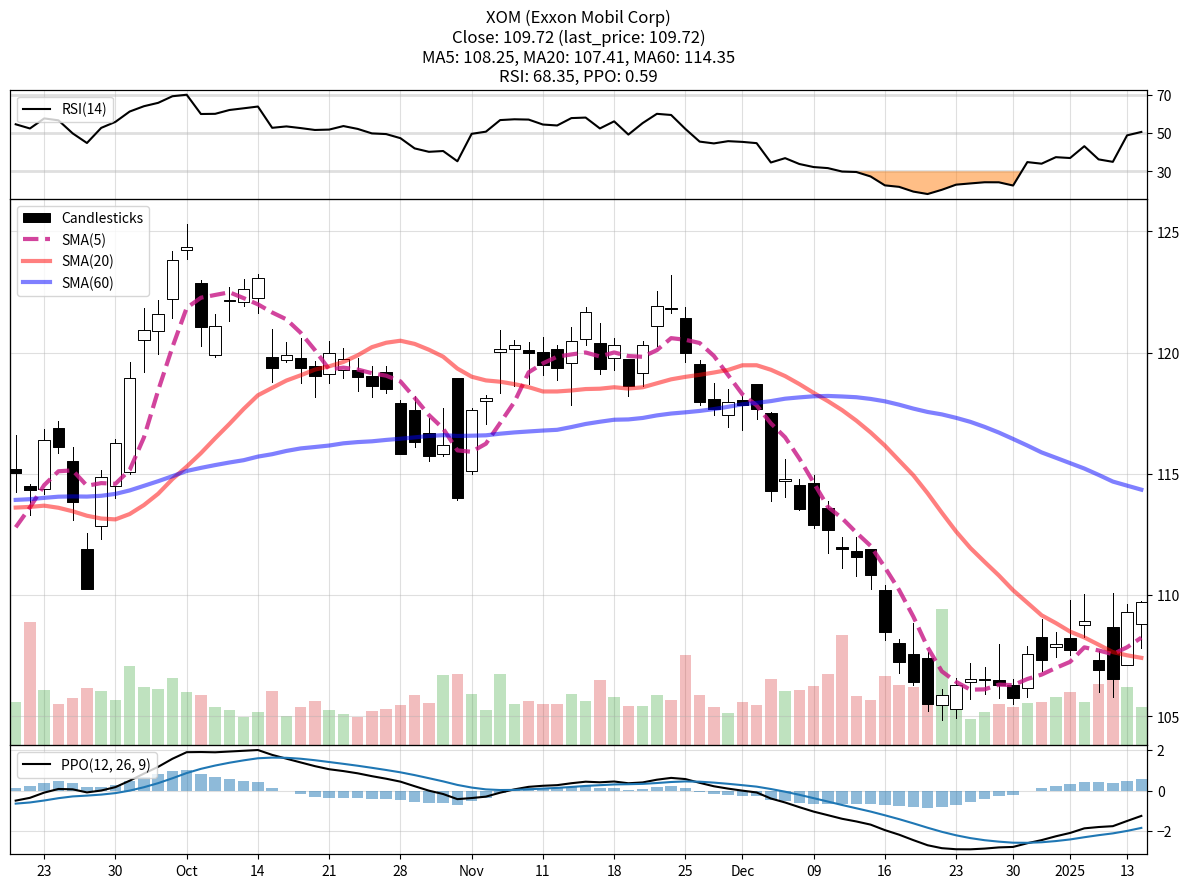 XOM (Exxon Mobil Corp)
Close: 109.72 (last_price: 109.72)
MA5: 108.25, MA20: 107.41, MA60: 114.35
RSI: 68.35, PPO: 0.59
RSI(14)
70
50
30
Candlesticks
SMA(5)
SMA(20)
SMA(60)
125
120
115
110
105
PPO(12, 26, 9)
2
0
−2
23
30
Oct
14
21
28
Nov
11
18
25
Dec
09
16
23
30
2025
13